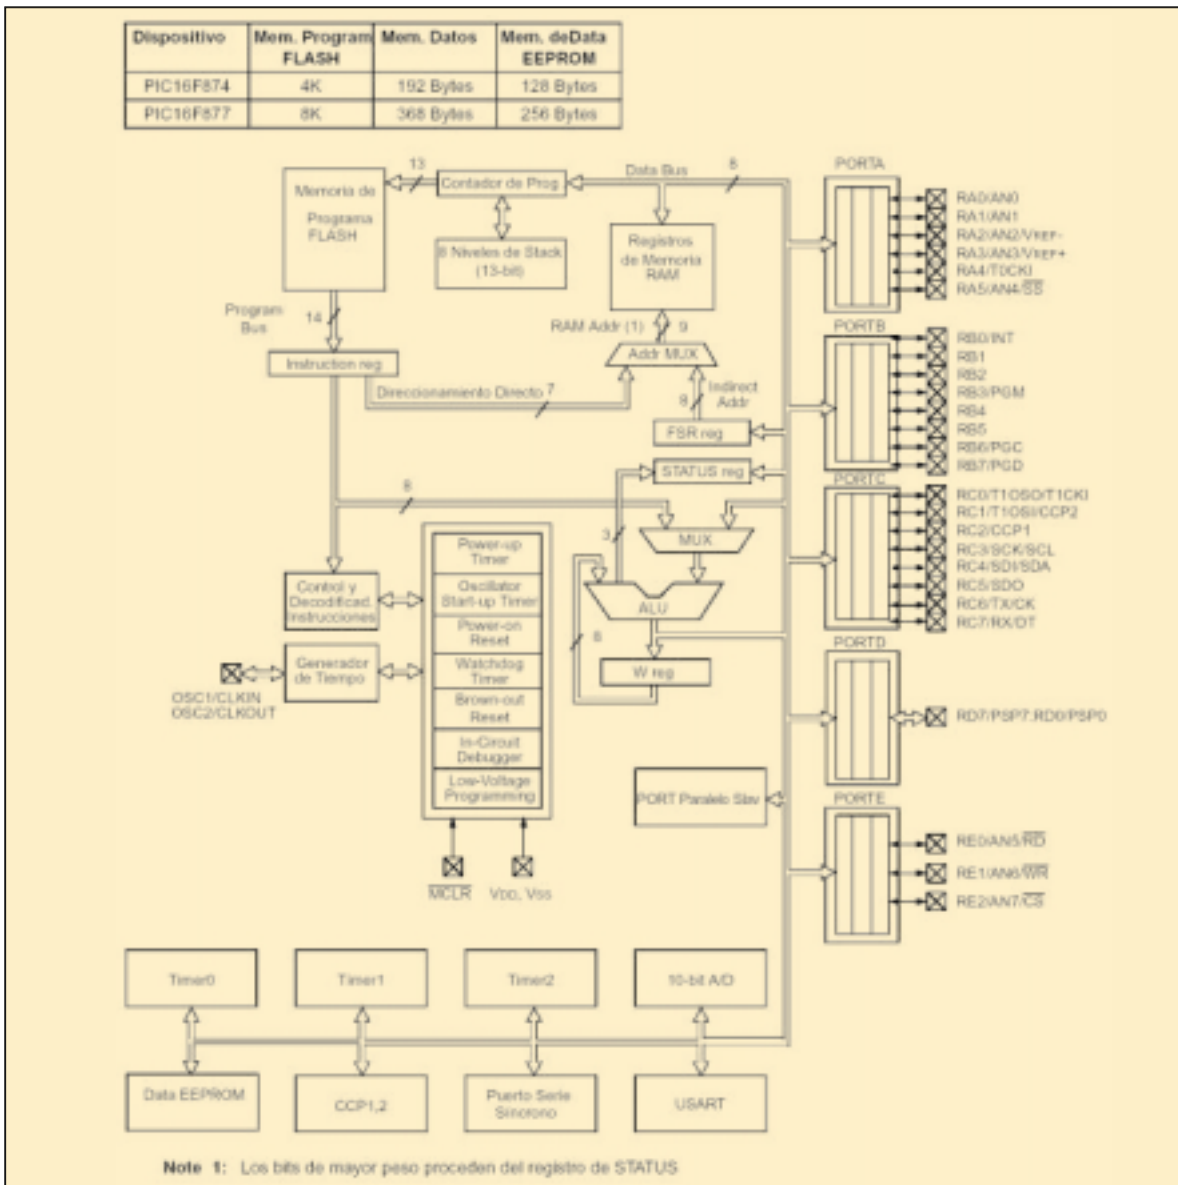 Dispositivo Mem. Program FLASH Mem. Datos Mem. deData EEPROM
PIC16F874 4K 192 Bytes 128 Bytes
PIC16F877 8K 368 Bytes 256 Bytes
13
Data Bus
8
PORTA
Memoria de
Programa
FLASH
Contador de Prog
8 Niveles de Stack
(13-bit)
Registros
de Memoria
RAM
RA0/AN0
RA1/AN1
RA2/AN2/VREF-
RA3/AN3/VREF+
RA4/T0CKI
RA5/AN4/SS
Program
Bus
14
RAM Addr (1)
9
PORTB
Instruction reg
Addr MUX
Direccionamiento Directo
7
8
Indirect
Addr
FSR reg
STATUS reg
RB0/INT
RB1
RB2
RB3/PGM
RB4
RB5
RB6/PGC
RB7/PGD
PORTC
8
3
MUX
ALU
8
W reg
RC0/T1OSO/T1CKI
RC1/T1OSI/CCP2
RC2/CCP1
RC3/SCK/SCL
RC4/SDI/SDA
RC5/SDO
RC6/TX/CK
RC7/RX/DT
Power-up
Timer
Oscillator
Start-up Timer
Power-on
Reset
Watchdog
Timer
Brown-out
Reset
In-Circuit
Debugger
Low-Voltage
Programming
Control y
Decodificad.
Instrucciones
Generador
de Tiempo
OSC1/CLKIN
OSC2/CLKOUT
PORTD
RD7/PSP7:RD0/PSP0
PORT Paralelo Slav
PORTE
RE0/AN5/RD
RE1/AN6/WR
RE2/AN7/CS
MCLR
VDD, VSS
Timer0
Timer1
Timer2
10-bit A/D
Data EEPROM
CCP1,2
Puerto Serie
Sincrono
USART
Note 1: Los bits de mayor peso proceden del registro de STATUS